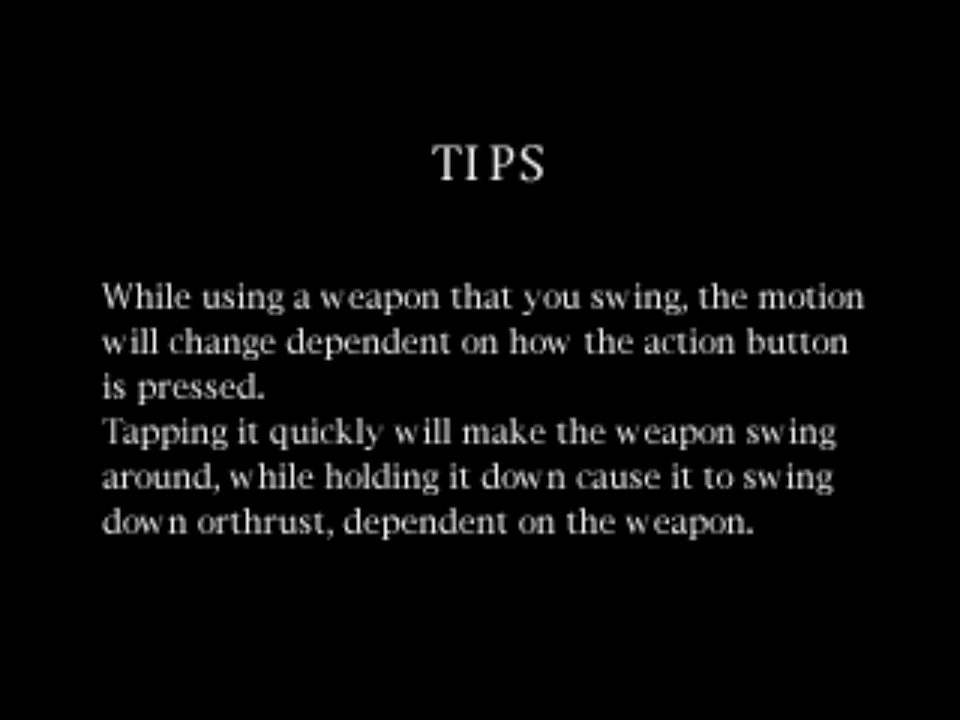 TIPS
While using a weapon that you swing, the motion
will change dependent on how the action button
is pressed.
Tapping it quickly will make the weapon swing
around, while holding it down cause it to swing
down orthrust, dependent on the weapon.